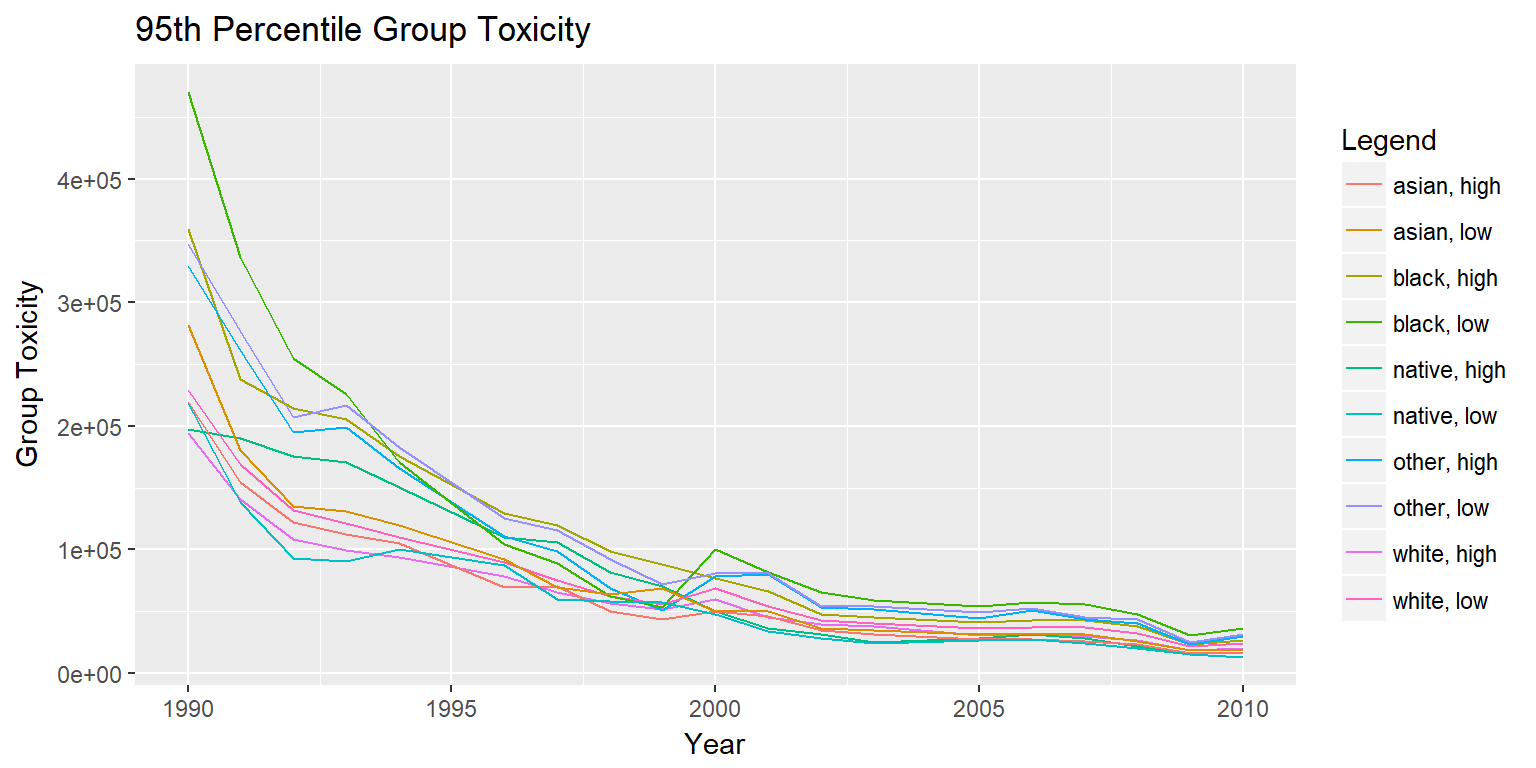 95th Percentile Group Toxicity
Group Toxicity
4e+05
3e+05
2e+05
1e+05
0e+00
1990
1995
2000
2005
2010
Year
Legend
asian, high
asian, low
black, high
black, low
native, high
native, low
other, high
other, low
white, high
white, low